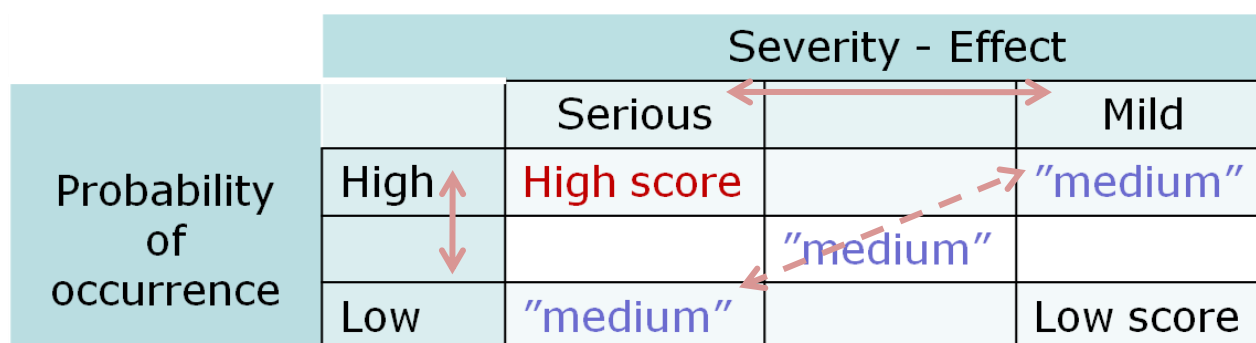 Severity - Effect
Serious Mild
Probability
of
occurrence
High High score ”medium”
”medium”
Low ”medium” Low score